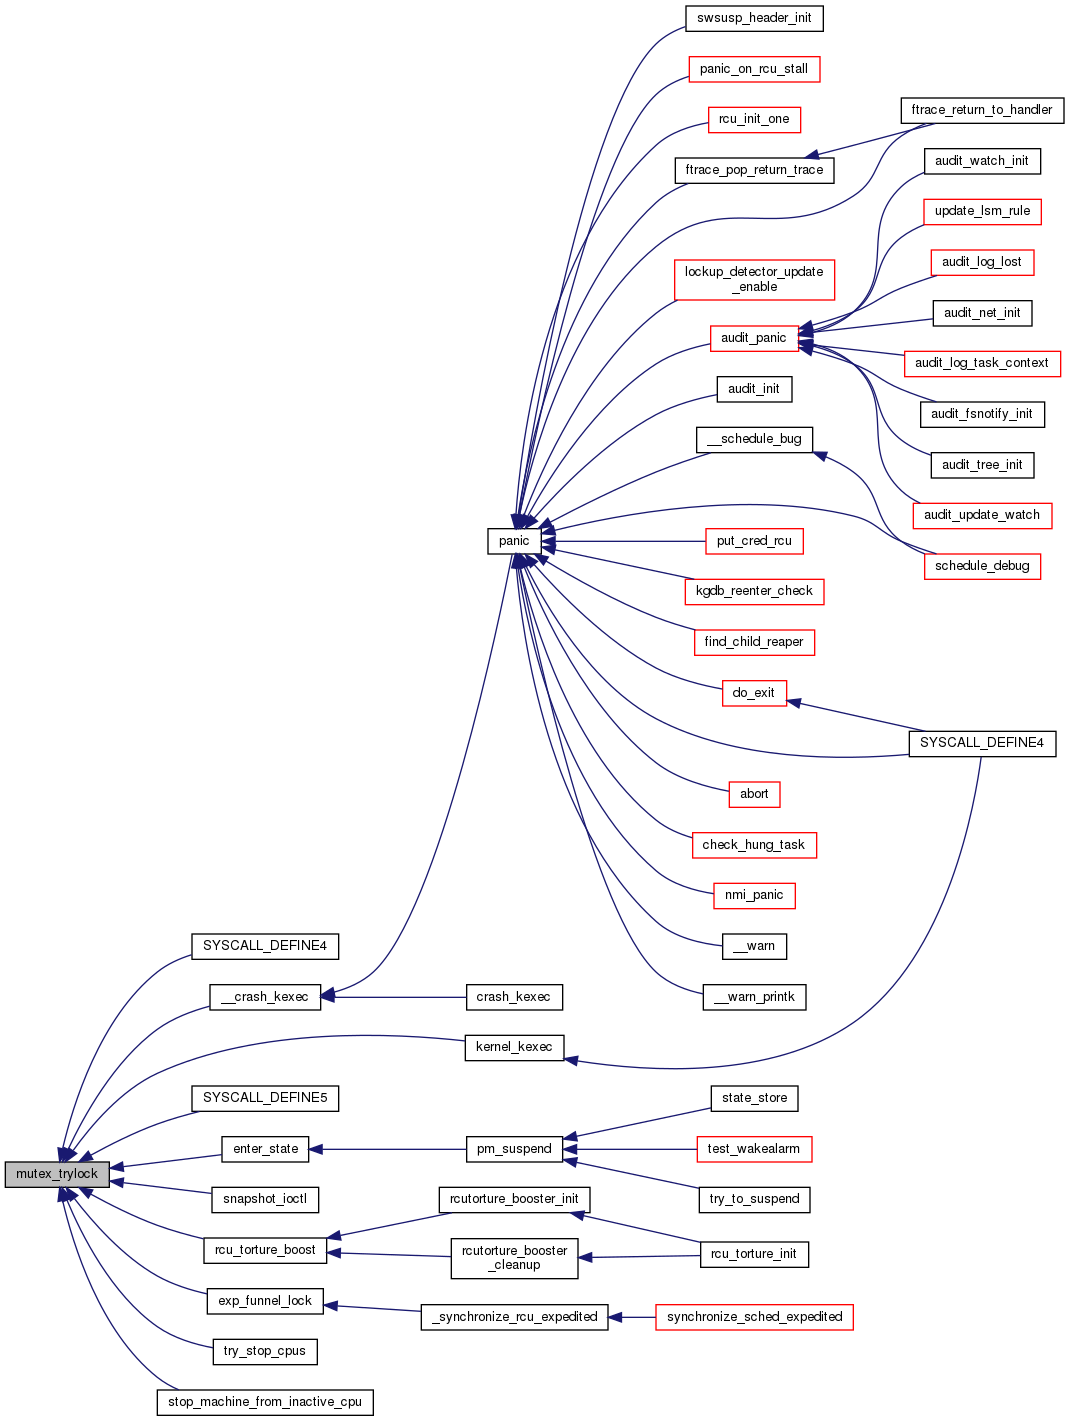 swsusp_header_init
panic_on_rcu_stall
rcu_init_one
ftrace_return_to_handler
ftrace_pop_return_trace
audit_watch_init
update_lsm_rule
lockup_detector_update
_enable
audit_log_lost
audit_net_init
audit_panic
audit_log_task_context
audit_init
audit_fsnotify_init
__schedule_bug
audit_tree_init
audit_update_watch
panic
put_cred_rcu
schedule_debug
kgdb_reenter_check
find_child_reaper
do_exit
SYSCALL_DEFINE4
abort
check_hung_task
nmi_panic
SYSCALL_DEFINE4
__warn
__crash_kexec
crash_kexec
__warn_printk
kernel_kexec
SYSCALL_DEFINE5
state_store
enter_state
pm_suspend
test_wakealarm
mutex_trylock
snapshot_ioctl
rcutorture_booster_init
try_to_suspend
rcu_torture_boost
rcutorture_booster
_cleanup
rcu_torture_init
exp_funnel_lock
_synchronize_rcu_expedited
synchronize_sched_expedited
try_stop_cpus
stop_machine_from_inactive_cpu